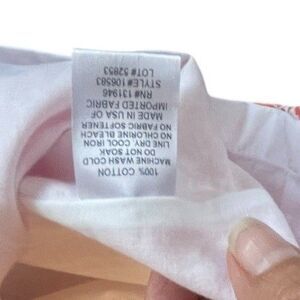 100% COTTON
MACHINE WASH COLD
DO NOT SOAK
LINE DRY. COOL IRON
NO CHLORINE BLEACH
NO FABRIC SOFTENER
MADE IN USA OF
IMPORTED FABRIC
RN# 131946
STYLE#106583
LOT# 52853